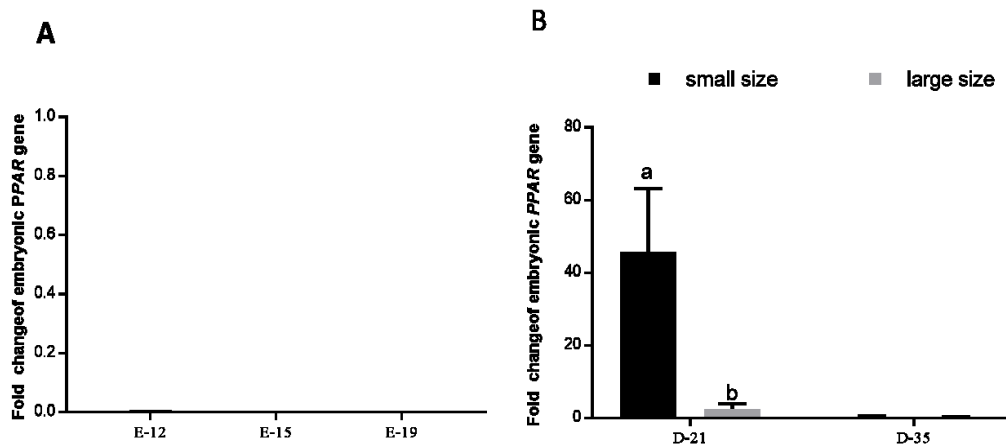 A
Fold changeof embryonic PPAR gene
1.0
0.8
0.6
0.4
0.2
0.0
E-12 E-15 E-19
B
small size large size
Fold changeof embryonic PPAR gene
80
60
40
20
0
a
b
D-21 D-35